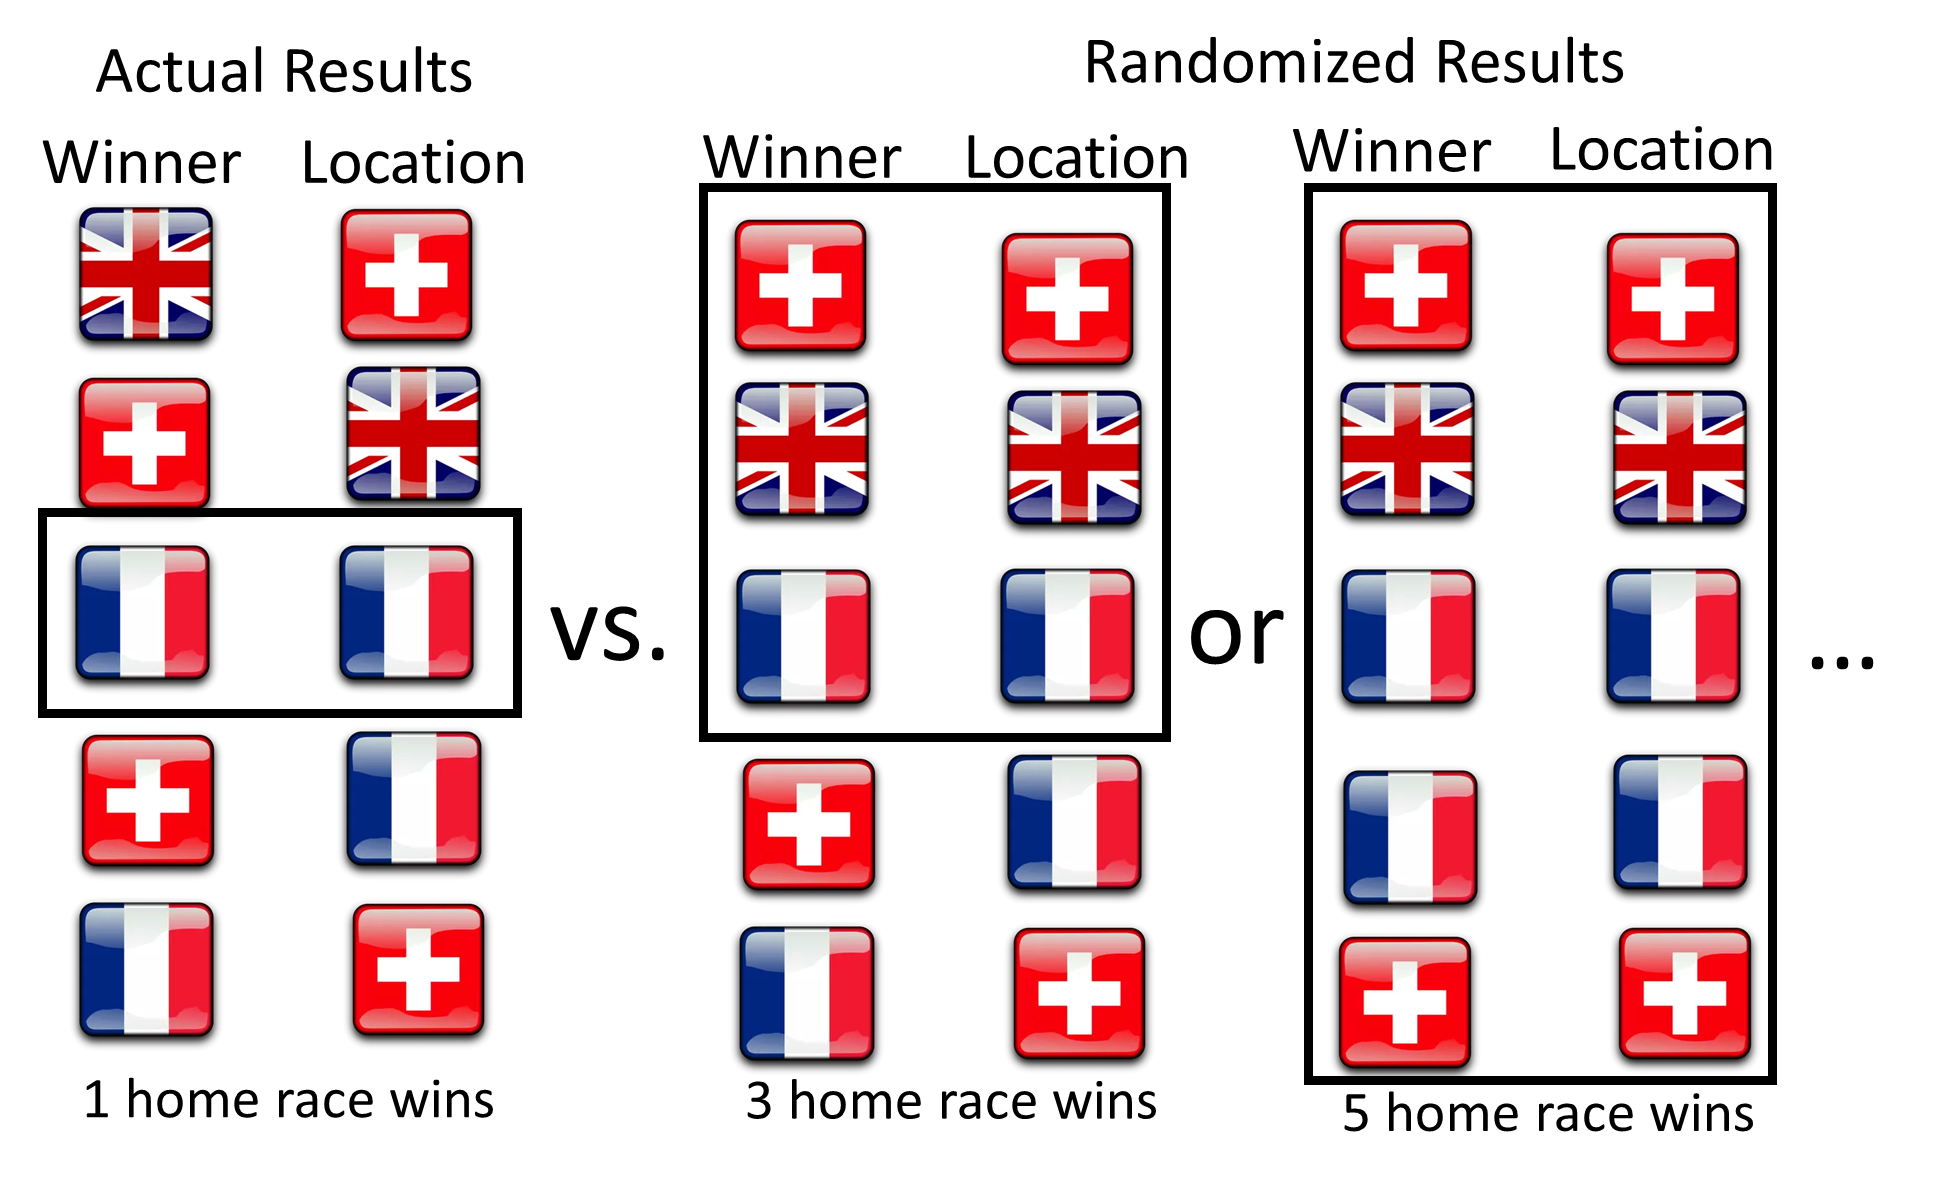 Actual Results
Randomized Results
Winner Location
Winner Location
Winner Location
vs.
or
...
1 home race wins
3 home race wins
5 home race wins